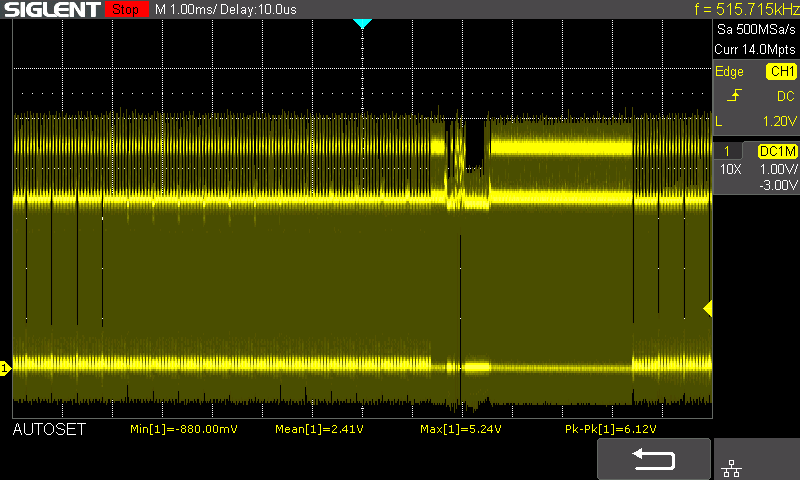 SIGLENT Stop M 1.00ms/ Delay:10.0us f = 515.715kHz
Sa 500MSa/s
Curr 14.0Mpts
Edge CH1
DC
L 1.20V
1 DC1M
10X 1.00V/
-3.00V
1
AUTOSET Min[1]=-880.00mV Mean[1]=2.41V Max[1]=5.24V Pk-Pk[1]=6.12V